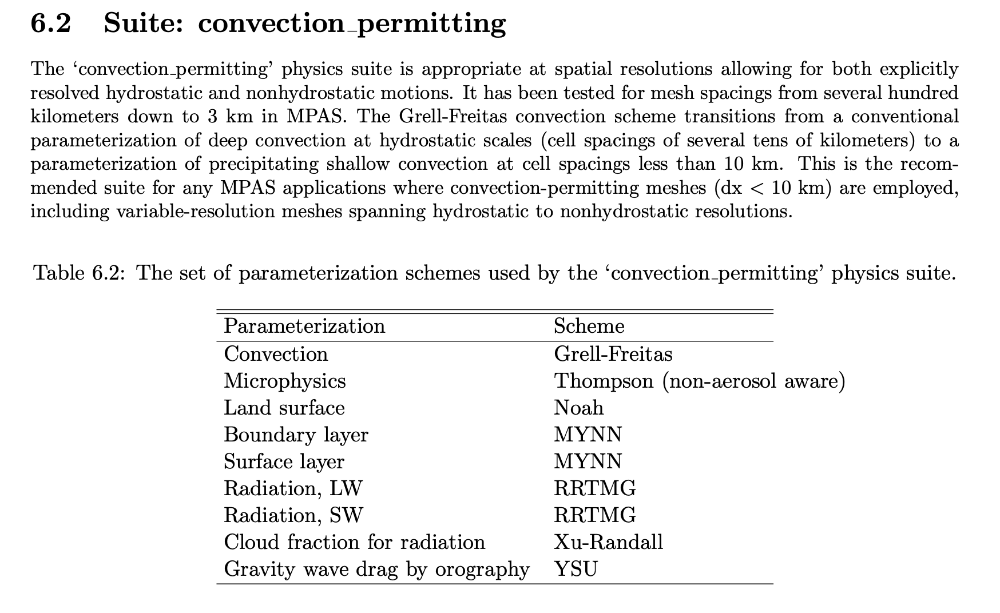 6.2 Suite: convection_permitting
The ‘convection_permitting’ physics suite is appropriate at spatial resolutions allowing for both explicitly
resolved hydrostatic and nonhydrostatic motions. It has been tested for mesh spacings from several hundred
kilometers down to 3 km in MPAS. The Grell-Freitas convection scheme transitions from a conventional
parameterization of deep convection at hydrostatic scales (cell spacings of several tens of kilometers) to a
parameterization of precipitating shallow convection at cell spacings less than 10 km. This is the recom-
mended suite for any MPAS applications where convection-permitting meshes (dx < 10 km) are employed,
including variable-resolution meshes spanning hydrostatic to nonhydrostatic resolutions.
Table 6.2: The set of parameterization schemes used by the ‘convection_permitting’ physics suite.
Parameterization Scheme
Convection Grell-Freitas
Microphysics Thompson (non-aerosol aware)
Land surface Noah
Boundary layer MYNN
Surface layer MYNN
Radiation, LW RRTMG
Radiation, SW RRTMG
Cloud fraction for radiation Xu-Randall
Gravity wave drag by orography YSU